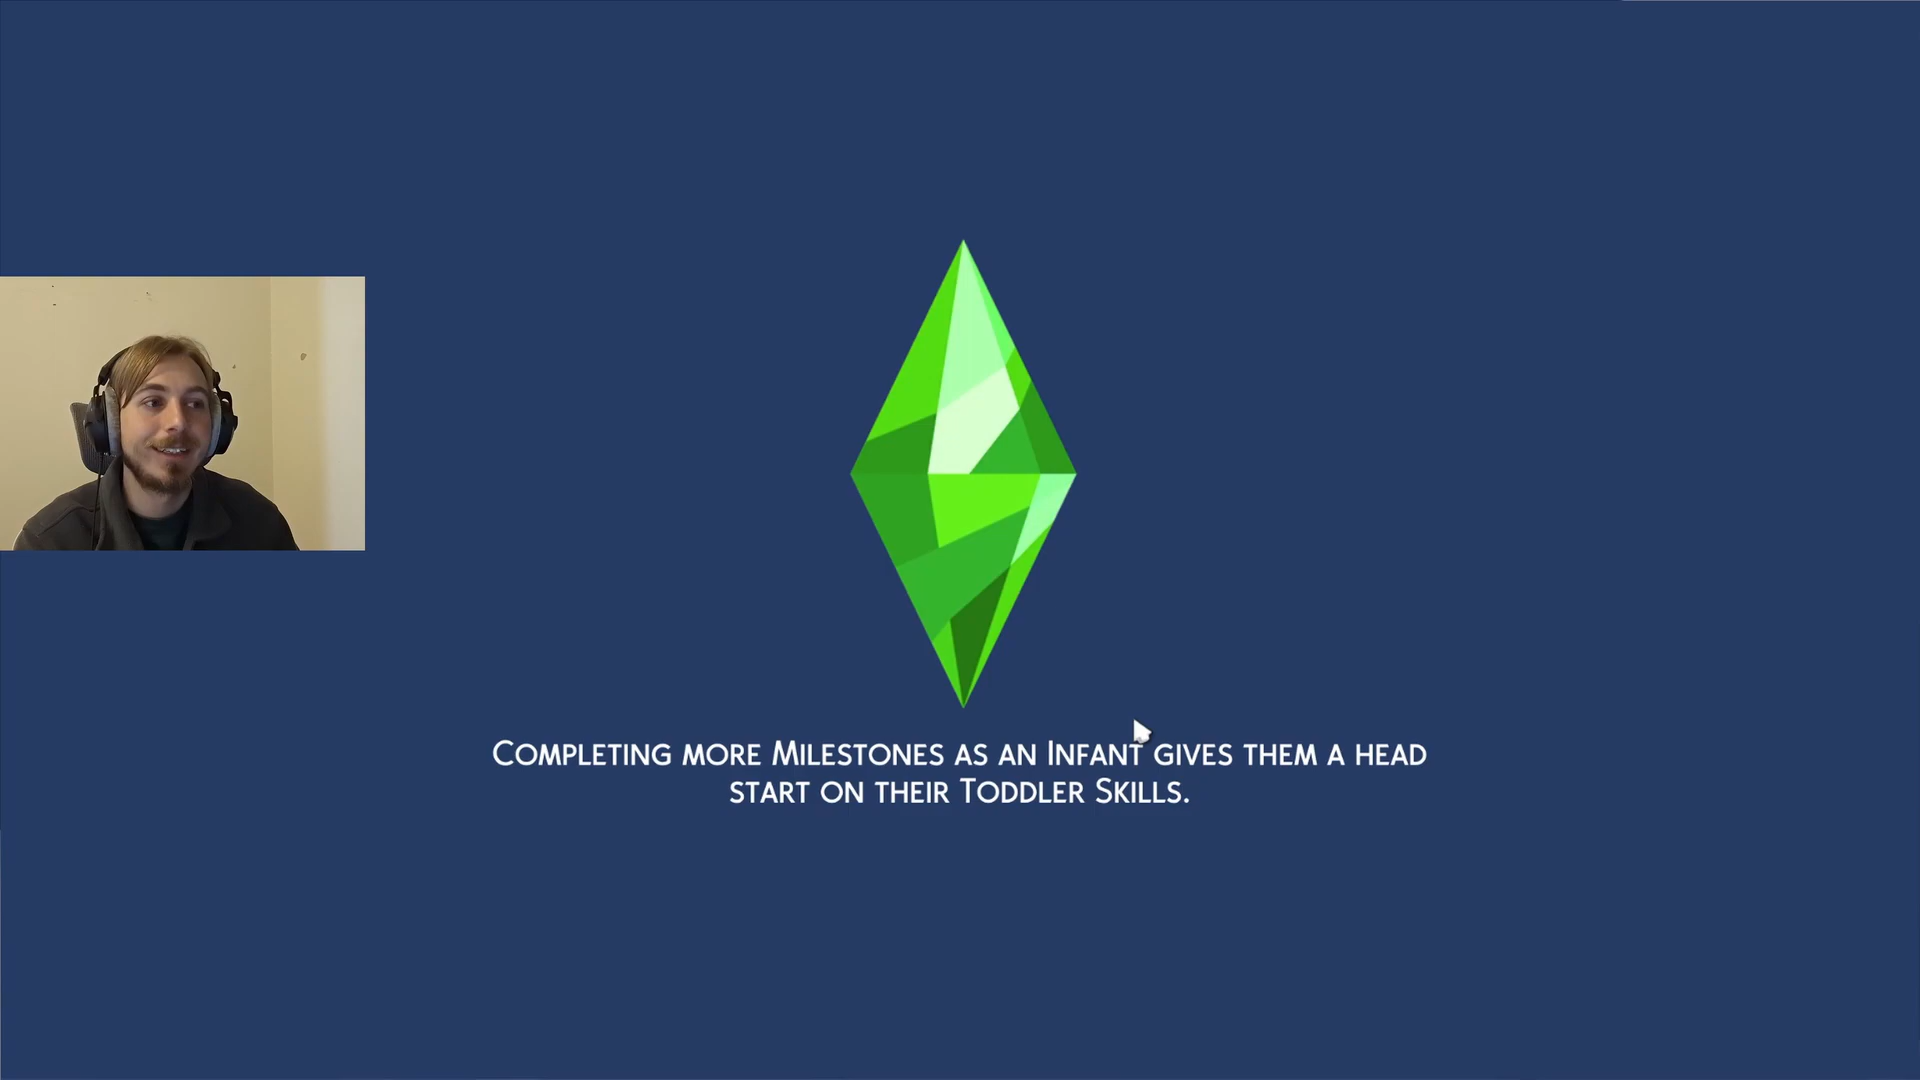 Completing more Milestones as an Infant gives them a head
start on their Toddler Skills.